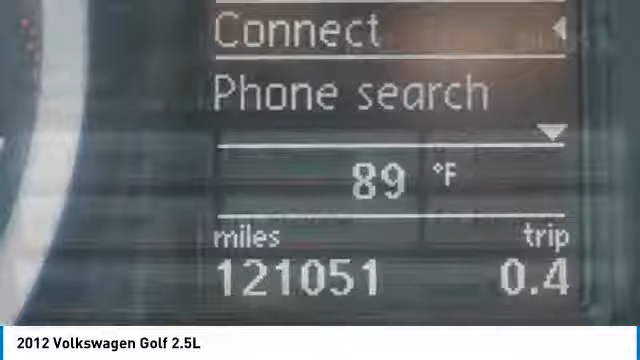 Connect
Phone search
89 °F
miles trip
121051 0.4
2012 Volkswagen Golf 2.5L